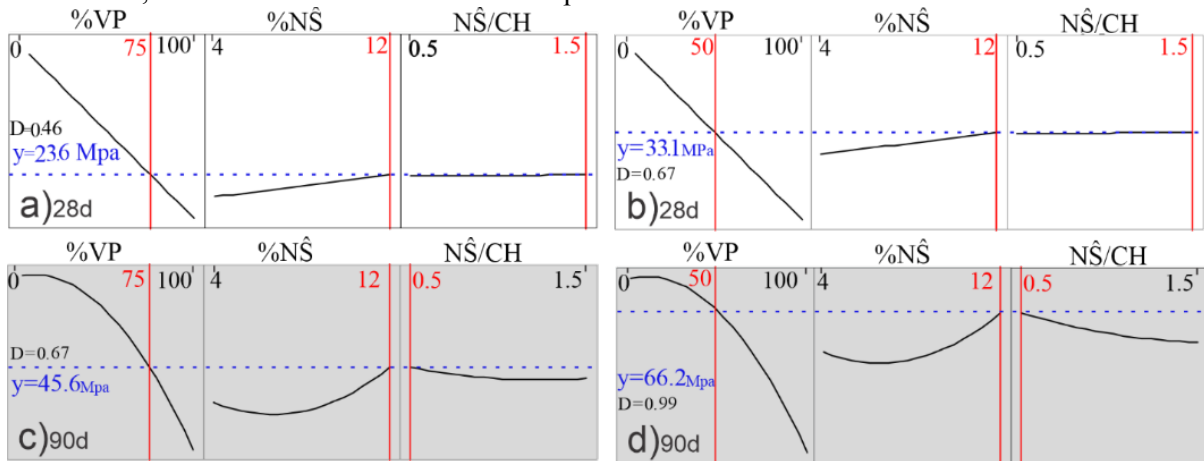 %VP %NŜ NŜ/CH
0 75 100 4 12 0.5 1.5
D=0.46
y=23.6 Mpa
a)28d
%VP %NŜ NŜ/CH
0 50 100 4 12 0.5 1.5
y=33.1MPa
D=0.67
b)28d
%VP %NŜ NŜ/CH
0 75 100 4 12 0.5 1.5
D=0.67
y=45.6Mpa
c)90d
%VP %NŜ NŜ/CH
0 50 100 4 12 0.5 1.5
y=66.2Mpa
D=0.99
d)90d